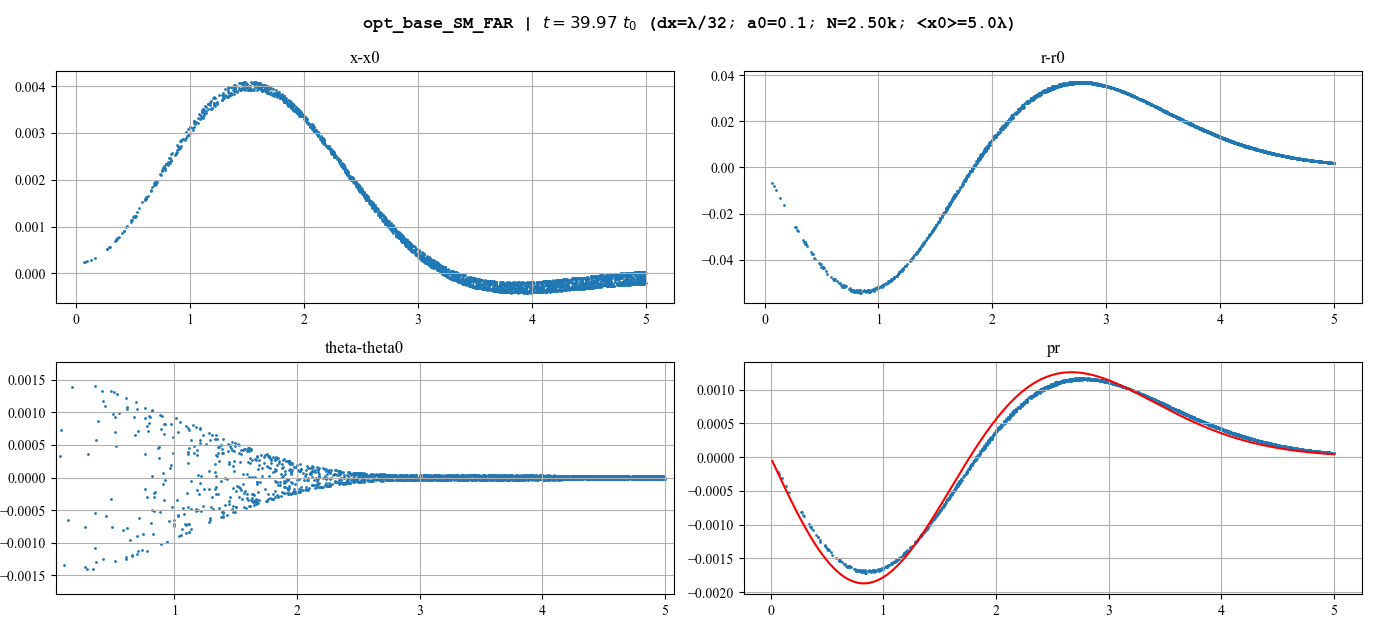 opt_base_SM_FAR | t = 39.97 t₀ (dx=λ/32; a0=0.1; N=2.50k; <x0>=5.0λ)
x-x0
r-r0
0.004
0.003
0.002
0.001
0.000
0.04
0.02
0.00
−0.02
−0.04
0 1 2 3 4 5
0 1 2 3 4 5
theta-theta0
pr
0.0015
0.0010
0.0005
0.0000
−0.0005
−0.0010
−0.0015
0.0010
0.0005
0.0000
−0.0005
−0.0010
−0.0015
−0.0020
1 2 3 4 5
0 1 2 3 4 5